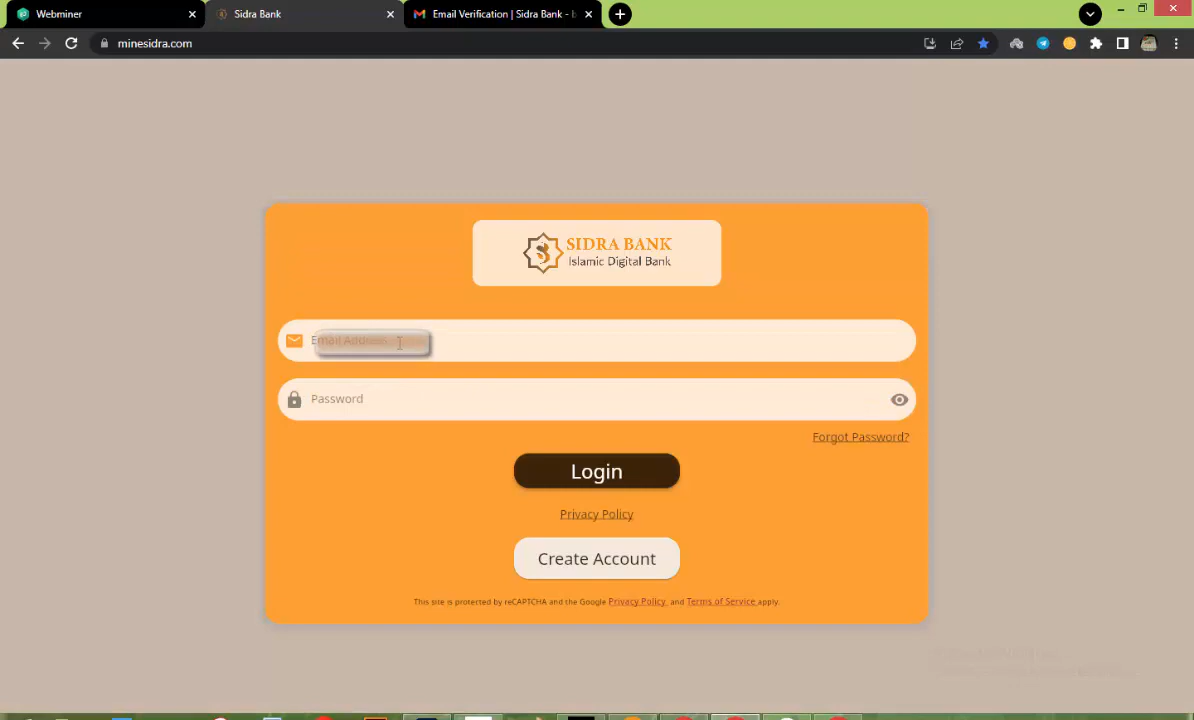 Webminer
Sidra Bank
Email Verification | Sidra Bank -
minesidra.com
SIDRA BANK
Islamic Digital Bank
Email Address
Password
Forgot Password?
Login
Privacy Policy
Create Account
This site is protected by reCAPTCHA and the Google Privacy Policy and Terms of Service apply.